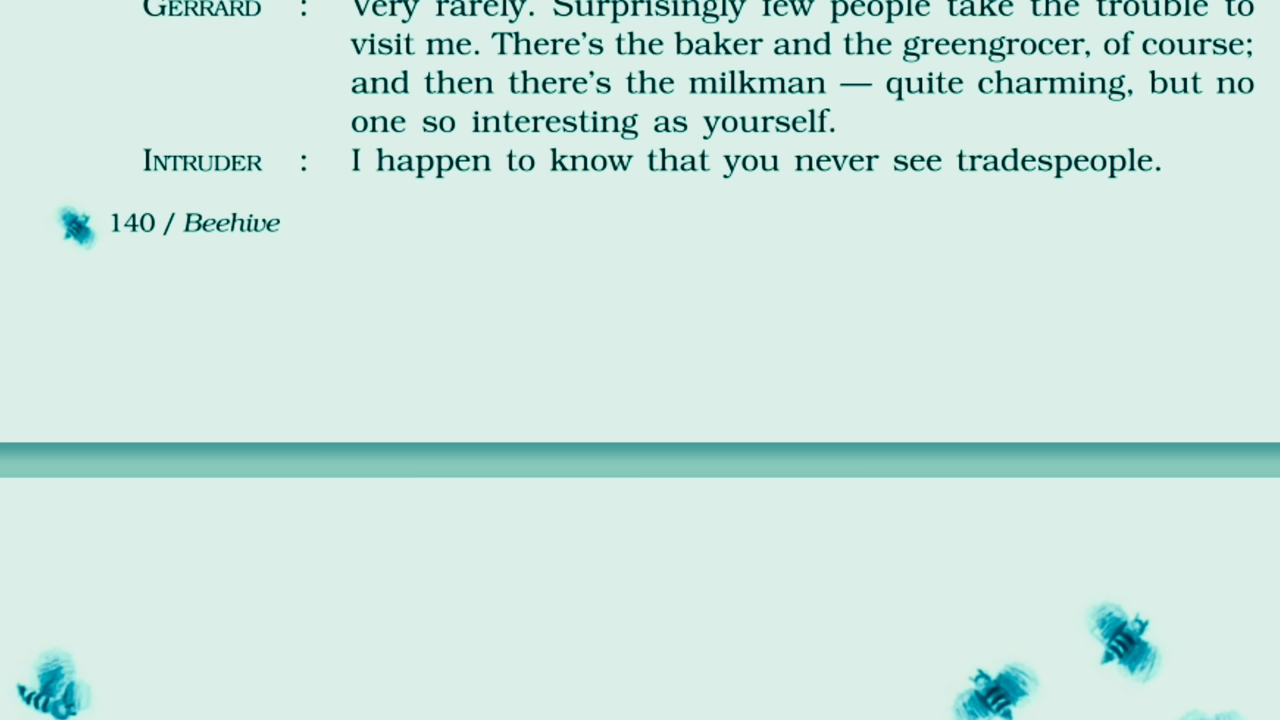 GERRARD : Very rarely. Surprisingly few people take the trouble to
visit me. There's the baker and the greengrocer, of course;
and then there's the milkman — quite charming, but no
one so interesting as yourself.
INTRUDER : I happen to know that you never see tradespeople.
140 / Beehive